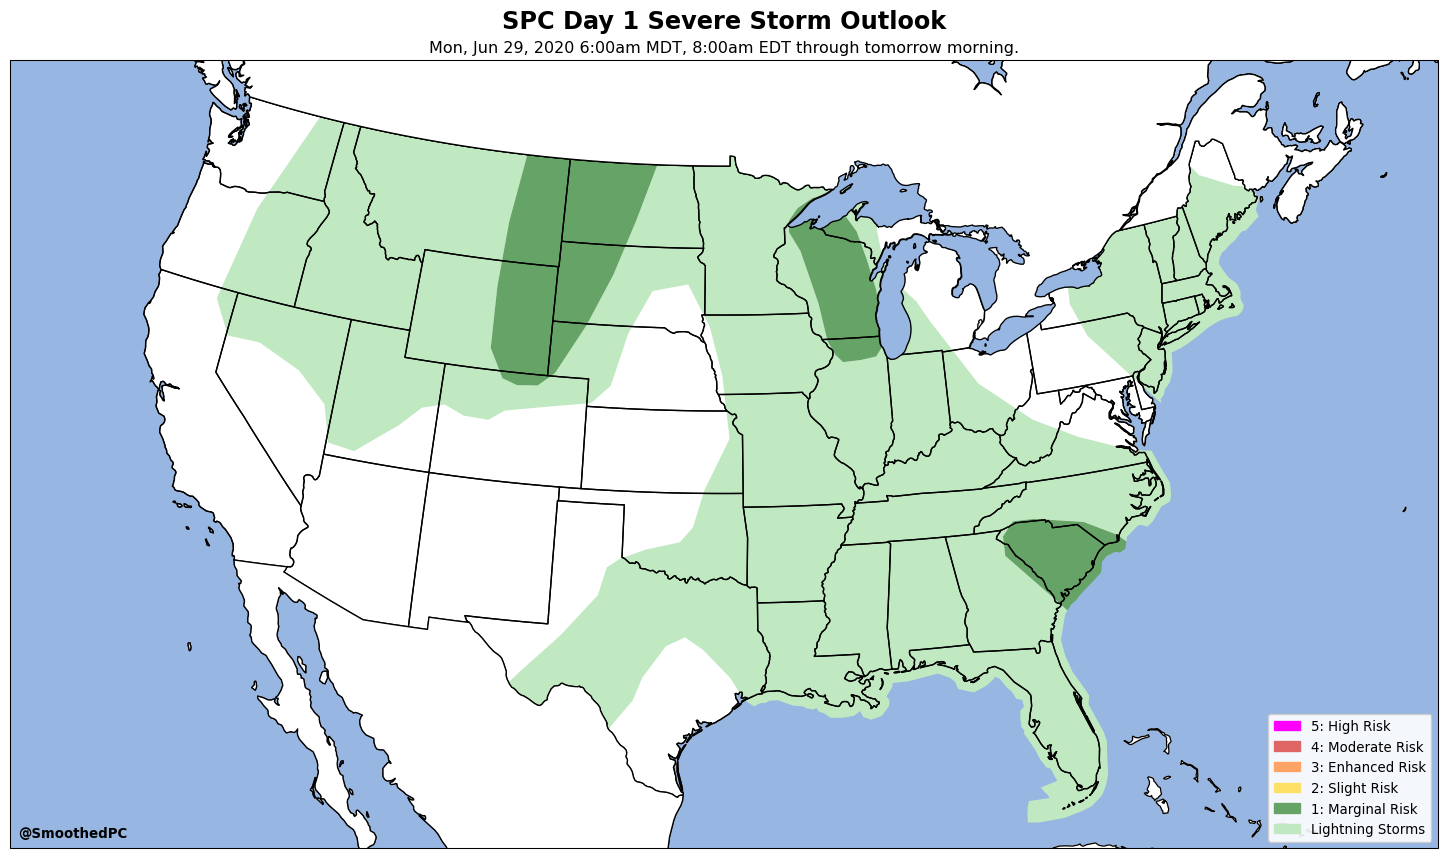 SPC Day 1 Severe Storm Outlook
Mon, Jun 29, 2020 6:00am MDT, 8:00am EDT through tomorrow morning.
5: High Risk
4: Moderate Risk
3: Enhanced Risk
2: Slight Risk
1: Marginal Risk
Lightning Storms
@SmoothedPC